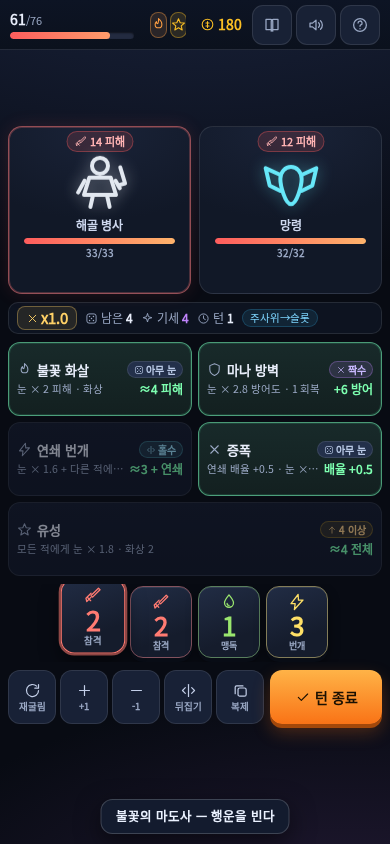 61/76
180
14 피해
12 피해
해골 병사
망령
33/33
32/32
x1.0
남은 4
기세 4
턴 1
주사위→슬롯
불꽃 화살
아무 눈
눈 × 2 피해 · 화상
≈4 피해
마나 방벽
짝수
눈 × 2.8 방어도 · 1 회복
+6 방어
연쇄 번개
홀수
눈 × 1.6 + 다른 적에…
≈3 + 연쇄
증폭
아무 눈
연쇄 배율 +0.5 · 눈 ×…
배율 +0.5
유성
4 이상
모든 적에게 눈 × 1.8 · 화상 2
≈4 전체
2
참격
2
참격
1
맹독
3
번개
재굴림
+1
-1
뒤집기
복제
턴 종료
불꽃의 마도사 — 행운을 빈다